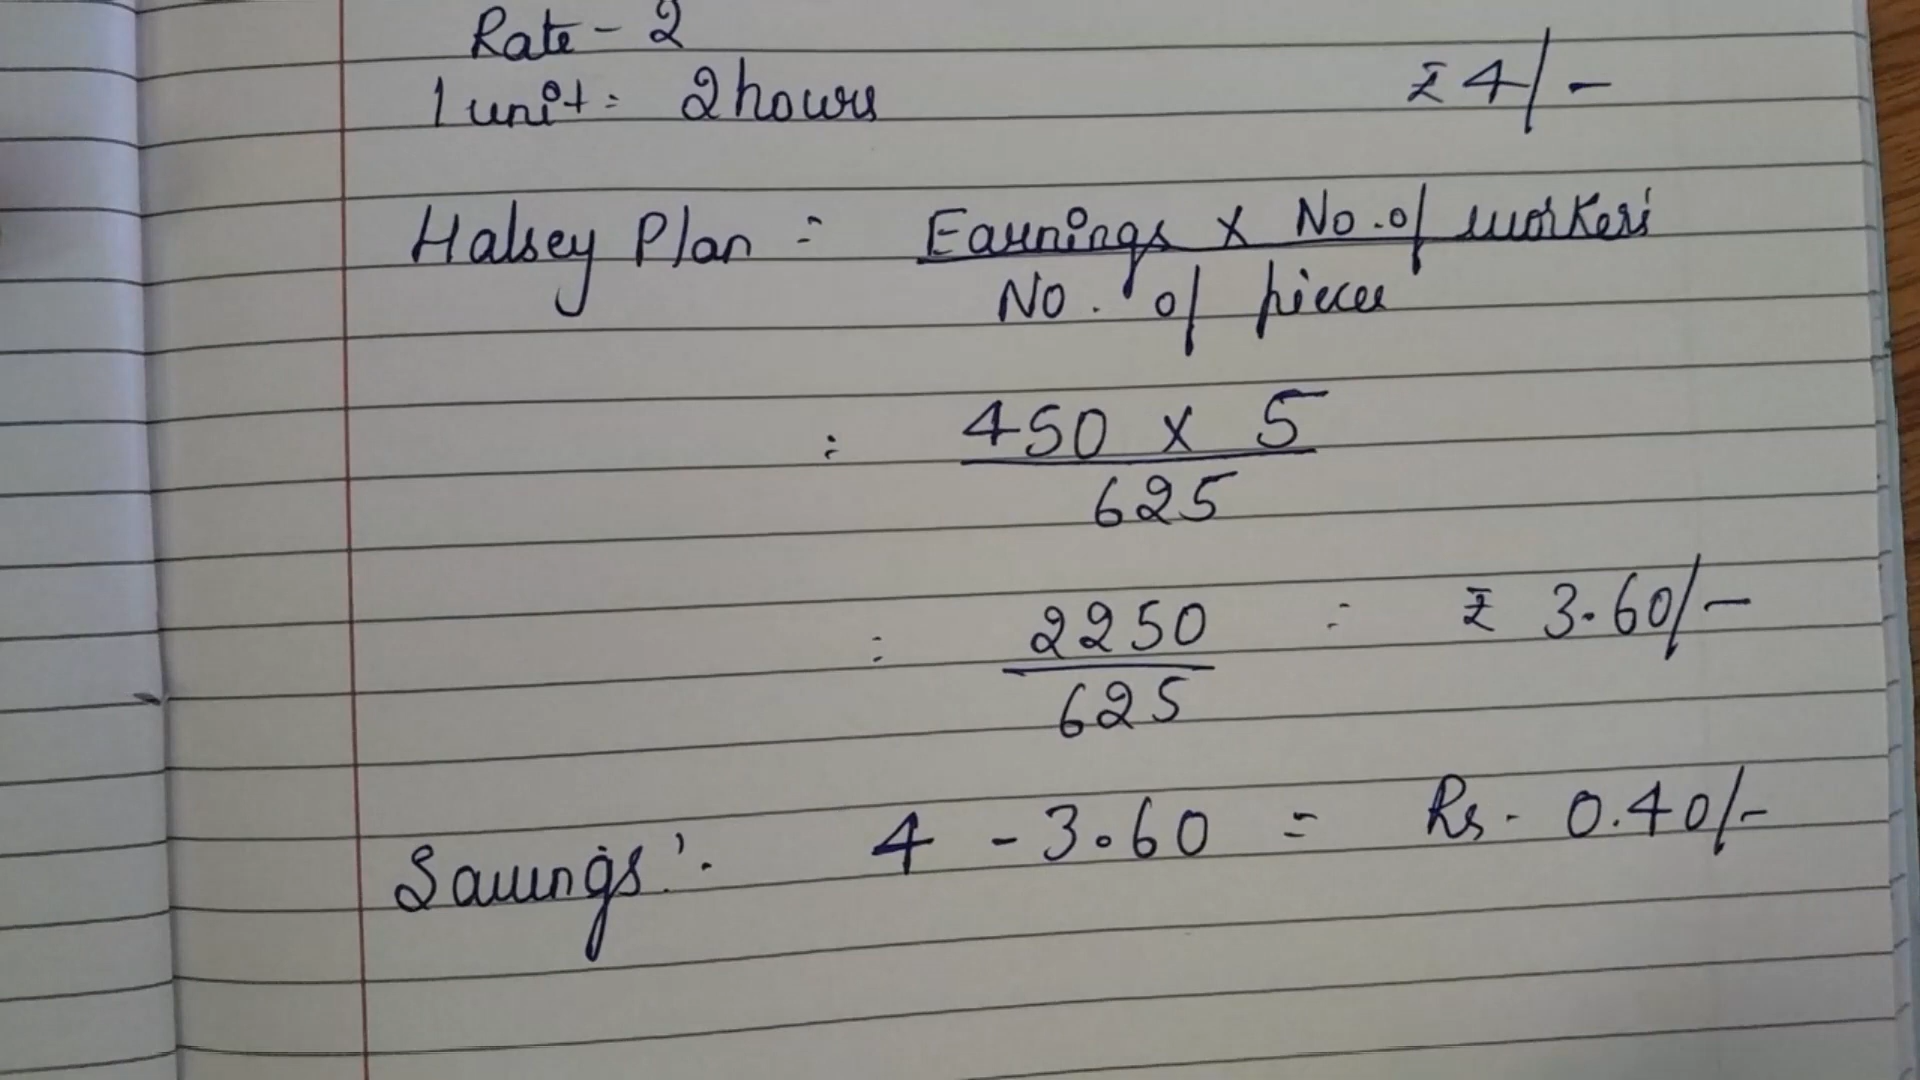 Rate - 2
1 unit = 2 hours ₹ 4/-
Halsey Plan = Earnings x No. of workers
No. of pieces
= 450 x 5
625
= 2250 = ₹ 3.60/-
625
Savings :- 4 - 3.60 = Rs. 0.40/-